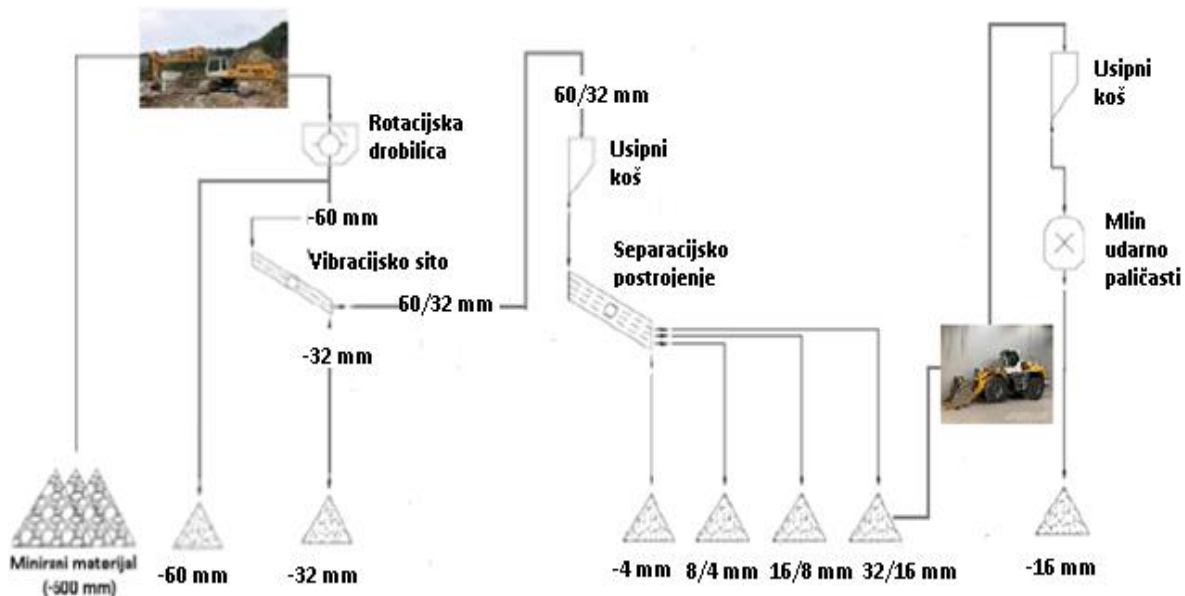 60/32 mm
Usipni
koš
Rotacijska
drobilica
Usipni
koš
-60 mm
Vibracijsko sito
Mlin
udarno
paličasti
Separacijsko
postrojenje
60/32 mm
-32 mm
Minirani materijal
(-500 mm)
-60 mm
-32 mm
-4 mm
8/4 mm
16/8 mm
32/16 mm
-16 mm